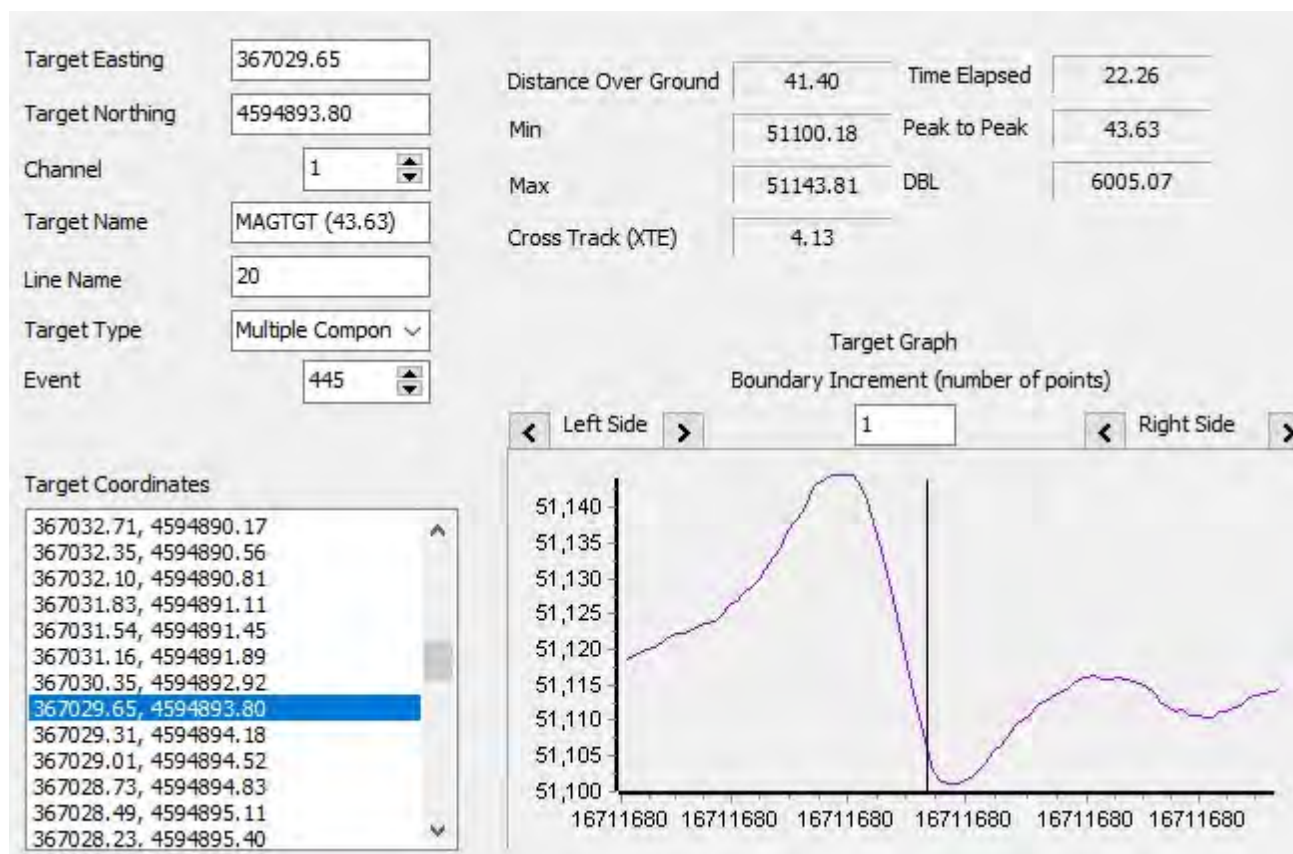 Target Easting 367029.65
Target Northing 4594893.80
Channel 1
Target Name MAGTGT (43.63)
Line Name 20
Target Type Multiple Compon
Event 445
Distance Over Ground 41.40 Time Elapsed 22.26
Min 51100.18 Peak to Peak 43.63
Max 51143.81 DBL 6005.07
Cross Track (XTE) 4.13
Target Coordinates
367032.71, 4594890.17
367032.35, 4594890.56
367032.10, 4594890.81
367031.83, 4594891.11
367031.54, 4594891.45
367031.16, 4594891.89
367030.35, 4594892.92
367029.65, 4594893.80
367029.31, 4594894.18
367029.01, 4594894.52
367028.73, 4594894.83
367028.49, 4594895.11
367028.23, 4594895.40
Target Graph
Boundary Increment (number of points)
< Left Side > 1 < Right Side >
51,140
51,135
51,130
51,125
51,120
51,115
51,110
51,105
51,100
16711680 16711680 16711680 16711680 16711680 16711680